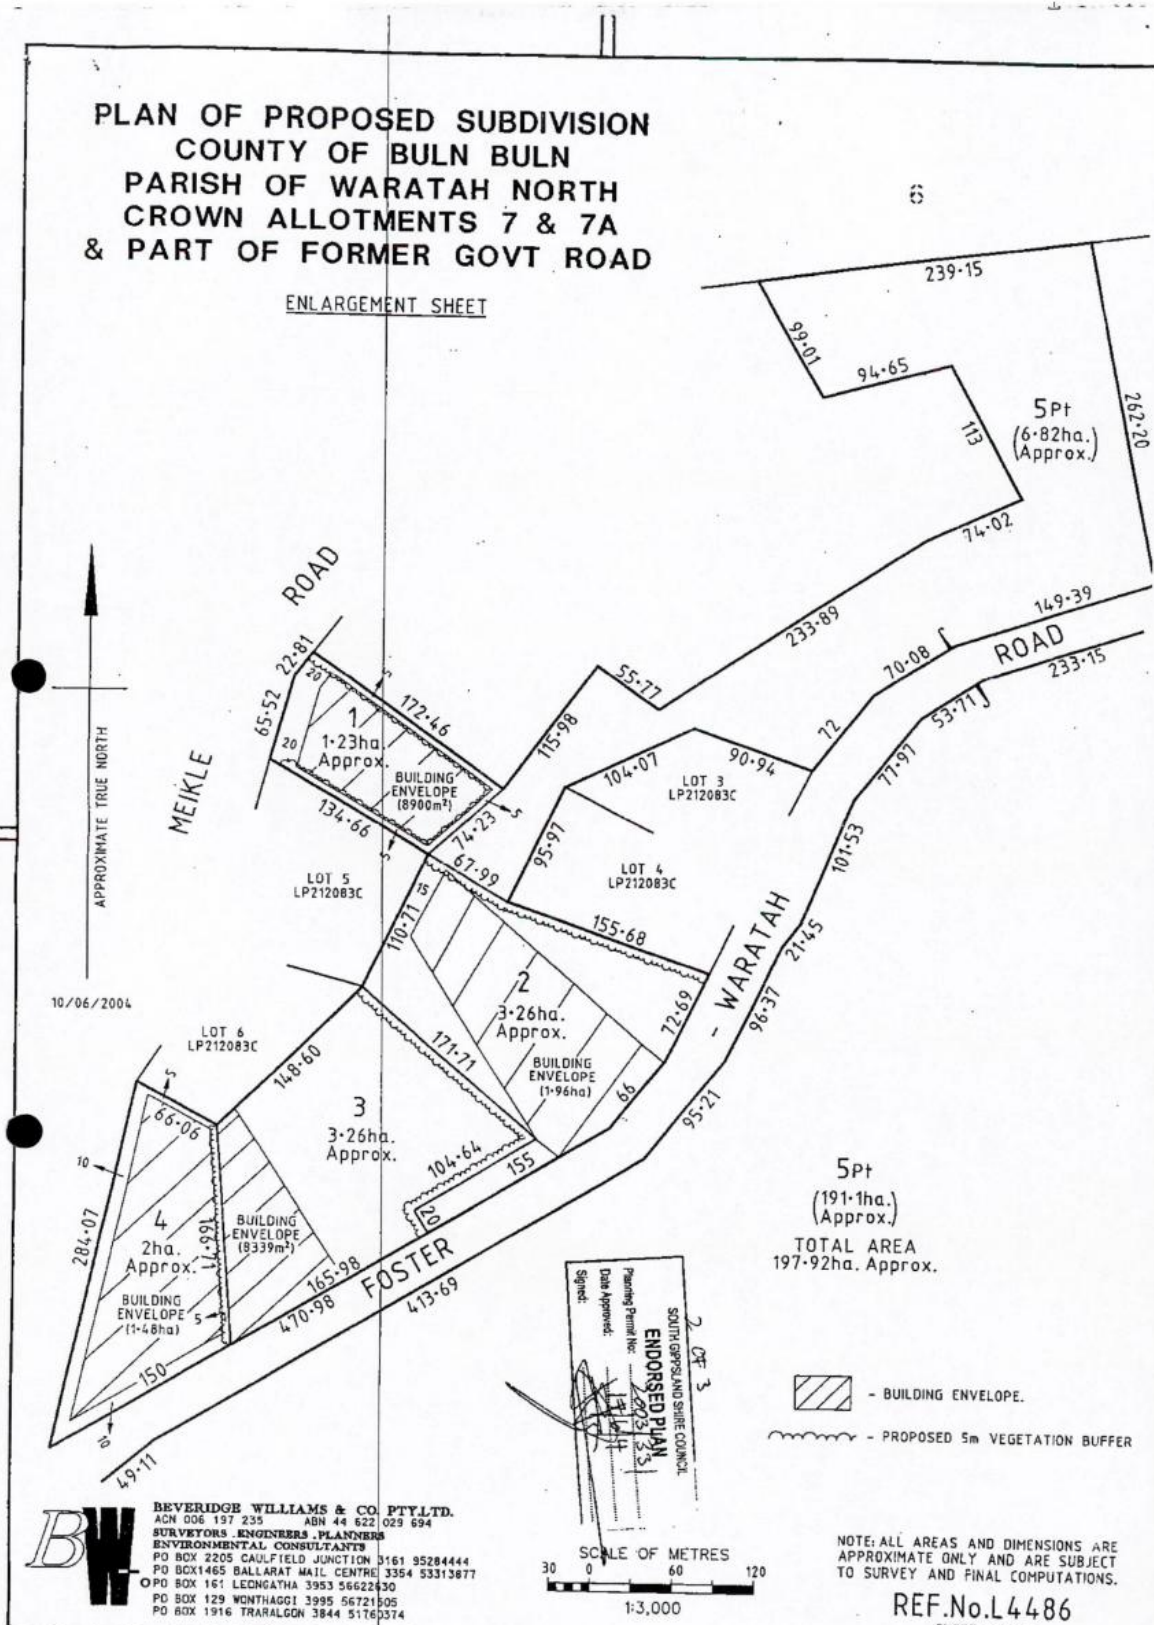 PLAN OF PROPOSED SUBDIVISION
COUNTY OF BULN BULN
PARISH OF WARATAH NORTH
CROWN ALLOTMENTS 7 & 7A
& PART OF FORMER GOVT ROAD
ENLARGEMENT SHEET
6
239·15
99·01
94·65
113
5Pt
(6·82ha.)
(Approx.)
262·20
74·02
233·89
149·39
ROAD
233·15
70·08
53·71
72
77·97
ROAD
MEIKLE
22·81
65·52
20
20
172·46
5
1
1·23ha.
Approx.
BUILDING
ENVELOPE
(8900m²)
5
134·66
5
74·23
55·77
115·98
104·07
90·94
LOT 3
LP212083C
95·97
LOT 4
LP212083C
101·53
67·99
155·68
LOT 5
LP212083C
15
110·71
21·45
WARATAH
-
96·37
72·69
2
3·26ha.
Approx.
BUILDING
ENVELOPE
(1·96ha)
66
95·21
APPROXIMATE TRUE NORTH
10/06/2004
LOT 6
LP212083C
148·60
171·71
3
3·26ha.
Approx.
104·64
155
20
5
66·06
10
284·07
4
2ha.
Approx.
166·71
BUILDING
ENVELOPE
(8339m²)
BUILDING
ENVELOPE
(1·48ha)
5
165·98
470·98
FOSTER
413·69
150
10
49·11
5Pt
(191·1ha.)
(Approx.)
TOTAL AREA
197·92ha. Approx.
2 OF 3
SOUTH GIPPSLAND SHIRE COUNCIL
ENDORSED PLAN
Planning Permit No:
Date Approved:
Signed:
- BUILDING ENVELOPE.
- PROPOSED 5m VEGETATION BUFFER
BW
BEVERIDGE WILLIAMS & CO. PTY.LTD.
ACN 006 197 235 ABN 44 622 029 694
SURVEYORS .ENGINEERS .PLANNERS
ENVIRONMENTAL CONSULTANTS
PO BOX 2205 CAULFIELD JUNCTION 3161 95284444
PO BOX1465 BALLARAT MAIL CENTRE 3354 53313877
PO BOX 161 LEONGATHA 3953 56622630
PO BOX 129 WONTHAGGI 3995 56721505
PO BOX 1916 TRARALGON 3844 51760374
SCALE OF METRES
30 0 60 120
1:3,000
NOTE: ALL AREAS AND DIMENSIONS ARE
APPROXIMATE ONLY AND ARE SUBJECT
TO SURVEY AND FINAL COMPUTATIONS.
REF.No.L4486